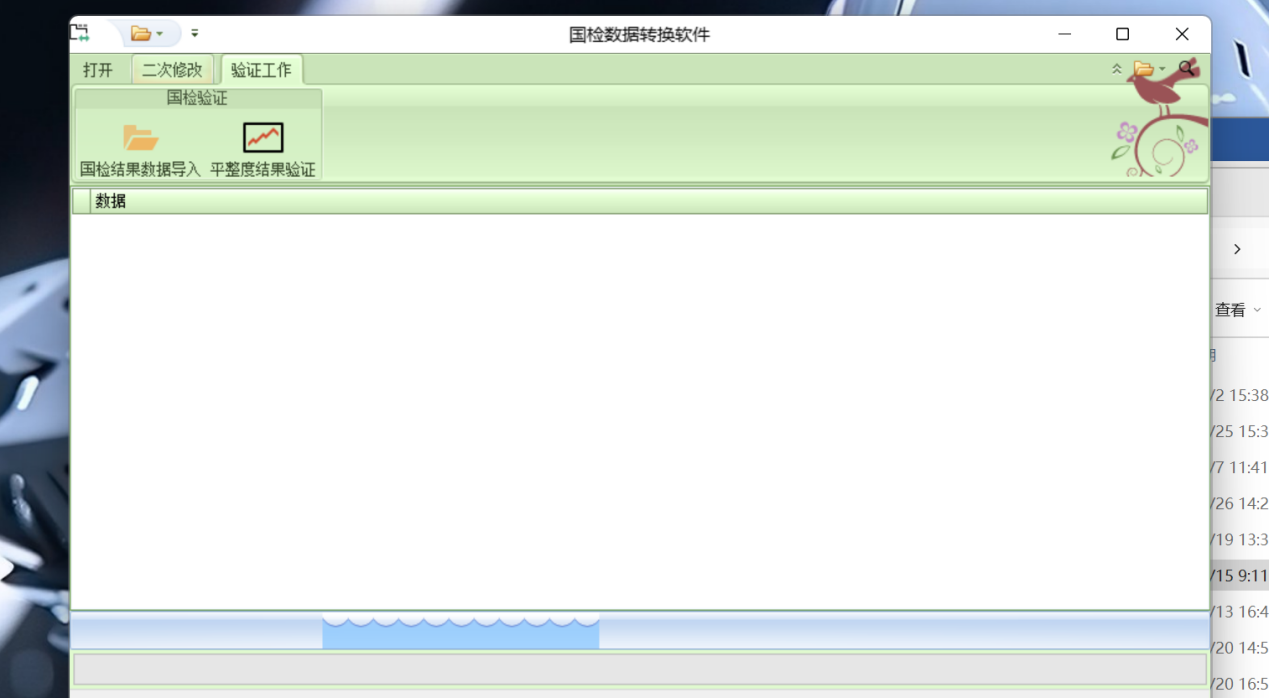 国检数据转换软件
打开
二次修改
验证工作
国检验证
国检结果数据导入
平整度结果验证
数据
查看
/2 15:38
/25 15:3
/7 11:41
/26 14:2
/19 13:3
/15 9:11
/13 16:4
/20 14:5
/20 16:5